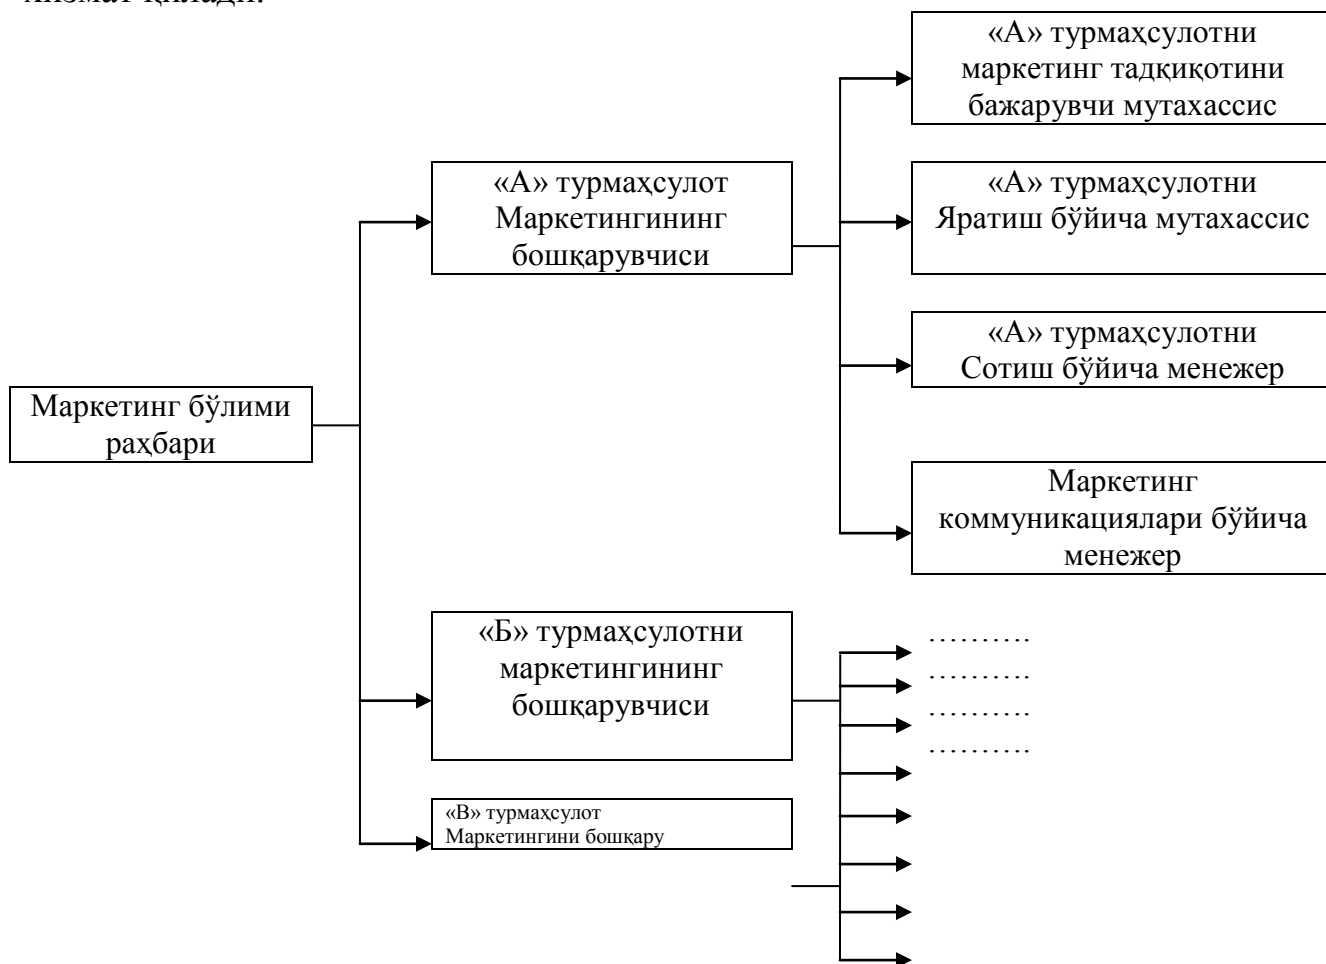 хизмат қилади.
«А» турмаҳсулотни
маркетинг тадқиқотини
бажарувчи мутахассис
«А» турмаҳсулот
Маркетингининг
бошқарувчиси
«А» турмаҳсулотни
Яратиш бўйича мутахассис
«А» турмаҳсулотни
Сотиш бўйича менежер
Маркетинг бўлими
раҳбари
Маркетинг
коммуникациялари бўйича
менежер
«Б» турмаҳсулотни
маркетингининг
бошқарувчиси
……….
……….
……….
……….
«В» турмаҳсулот
Маркетингини бошқару